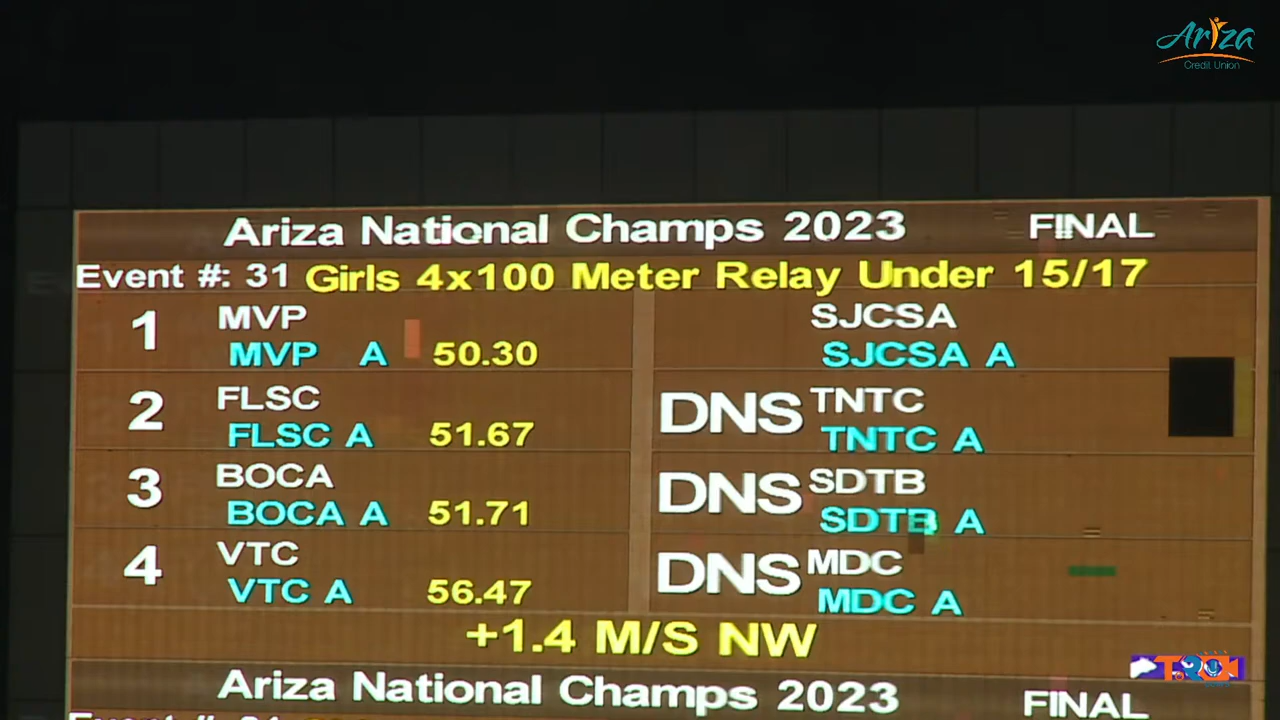 Ariza
Credit Union
Ariza National Champs 2023 FINAL
Event #: 31 Girls 4x100 Meter Relay Under 15/17
1 MVP
MVP A 50.30
2 FLSC
FLSC A 51.67
3 BOCA
BOCA A 51.71
4 VTC
VTC A 56.47
SJCSA
SJCSA A
DNS TNTC
TNTC A
DNS SDTB
SDTB A
DNS MDC
MDC A
+1.4 M/S NW
Ariza National Champs 2023 FINAL